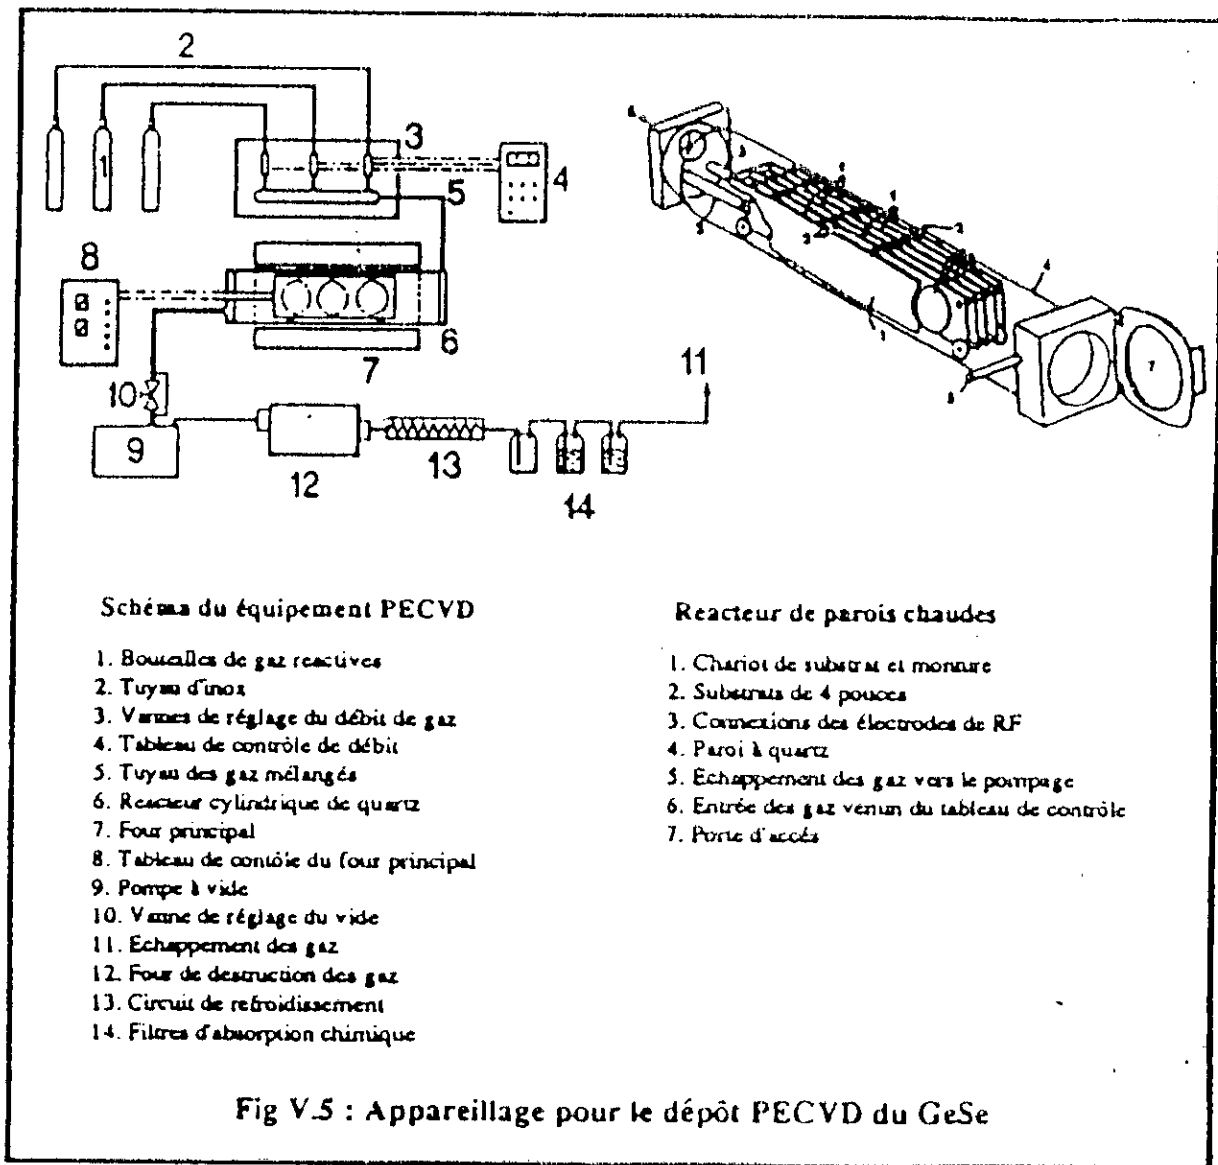 2
3
1
4
5
8
6
7
10
11
9
12
13
14
4
7
Schéma du équipement PECVD
1. Bouteilles de gaz reactives
2. Tuyau d'inox
3. Vannes de réglage du débit de gaz
4. Tableau de contrôle de débit
5. Tuyau des gaz mélangés
6. Reacteur cylindrique de quartz
7. Four principal
8. Tableau de contôle du four principal
9. Pompe à vide
10. Vanne de réglage du vide
11. Echappement des gaz
12. Four de destruction des gaz
13. Circuit de refroidissement
14. Filtres d'absorption chimique
Reacteur de parois chaudes
1. Chariot de substrat et monture
2. Substrats de 4 pouces
3. Connexions des électrodes de RF
4. Paroi à quartz
5. Echappement des gaz vers le pompage
6. Entrée des gaz venun du tableau de contrôle
7. Porte d'accés
Fig V.5 : Appareillage pour le dépôt PECVD du GeSe